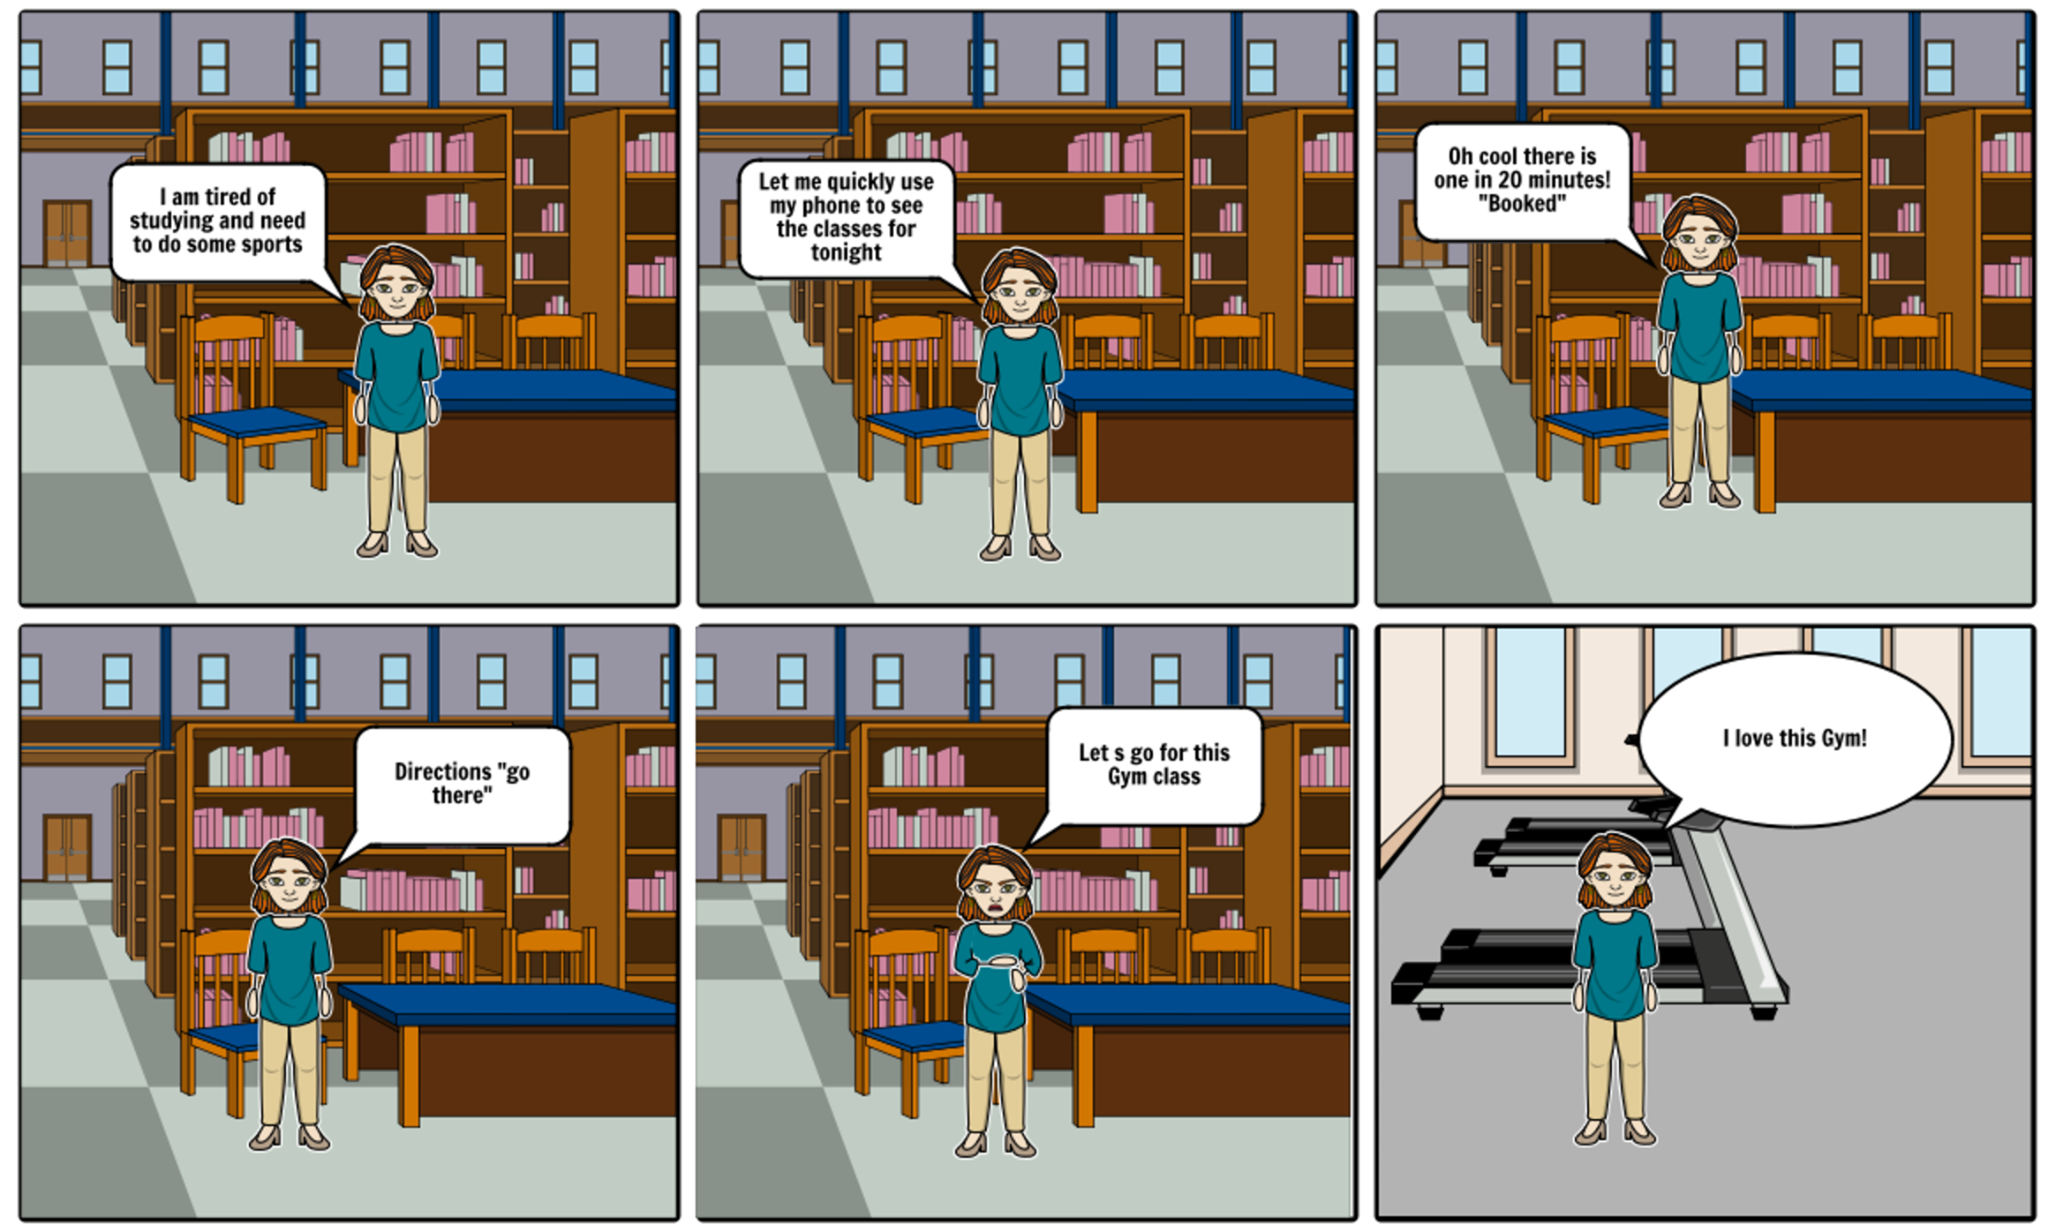 I am tired of
studying and need
to do some sports
Let me quickly use
my phone to see
the classes for
tonight
Oh cool there is
one in 20 minutes!
"Booked"
Directions "go
there"
Let s go for this
Gym class
I love this Gym!